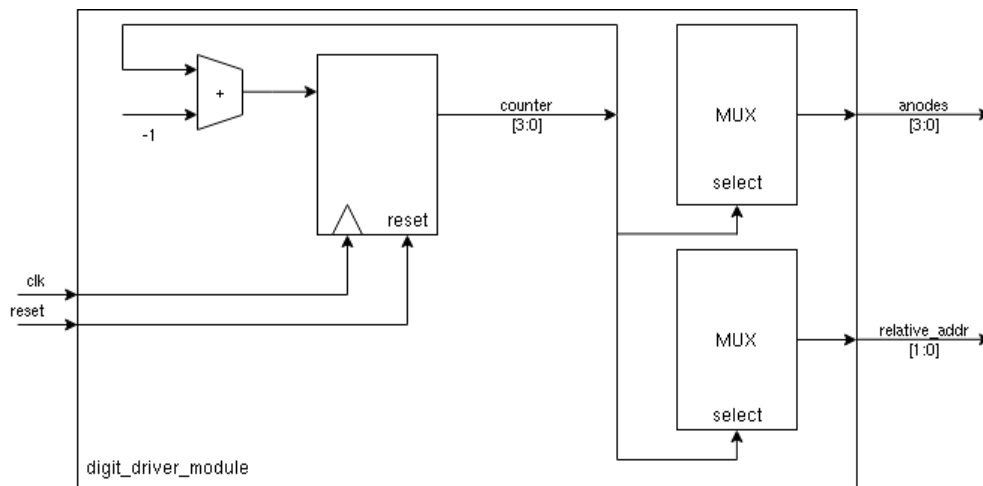 +
-1
reset
counter
[3:0]
MUX
select
anodes
[3:0]
clk
reset
MUX
select
relative_addr
[1:0]
digit_driver_module